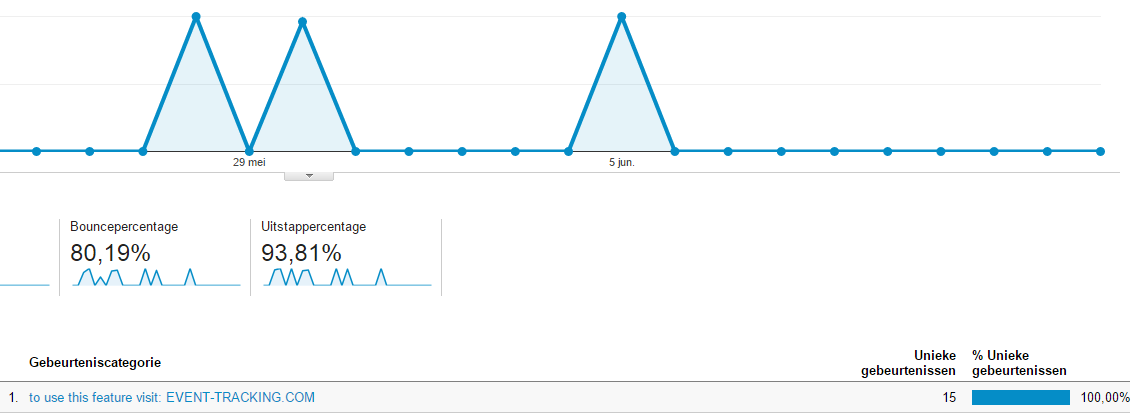 29 mei 5 jun.
Bouncepercentage Uitstappercentage
80,19% 93,81%
Unieke % Unieke
Gebeurteniscategorie
gebeurtenissen gebeurtenissen
1. to use this feature visit: EVENT-TRACKING.COM 15 100,00%